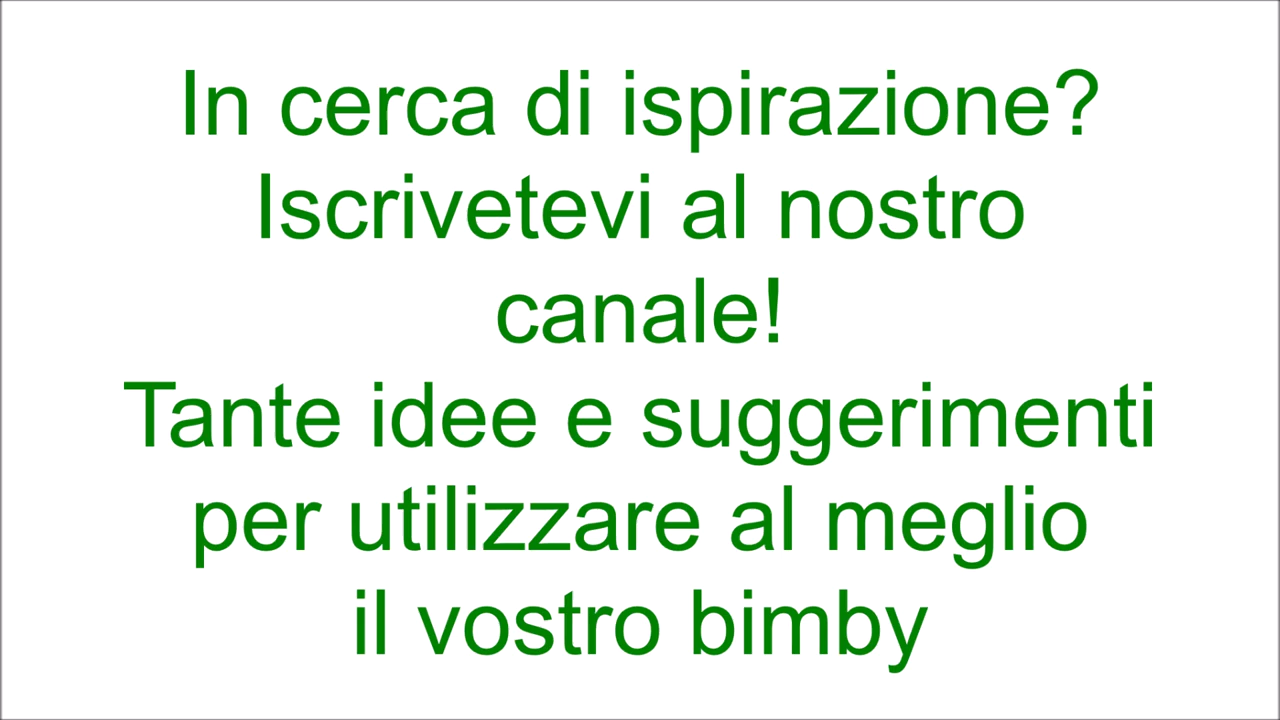 In cerca di ispirazione?
Iscrivetevi al nostro
canale!
Tante idee e suggerimenti
per utilizzare al meglio
il vostro bimby